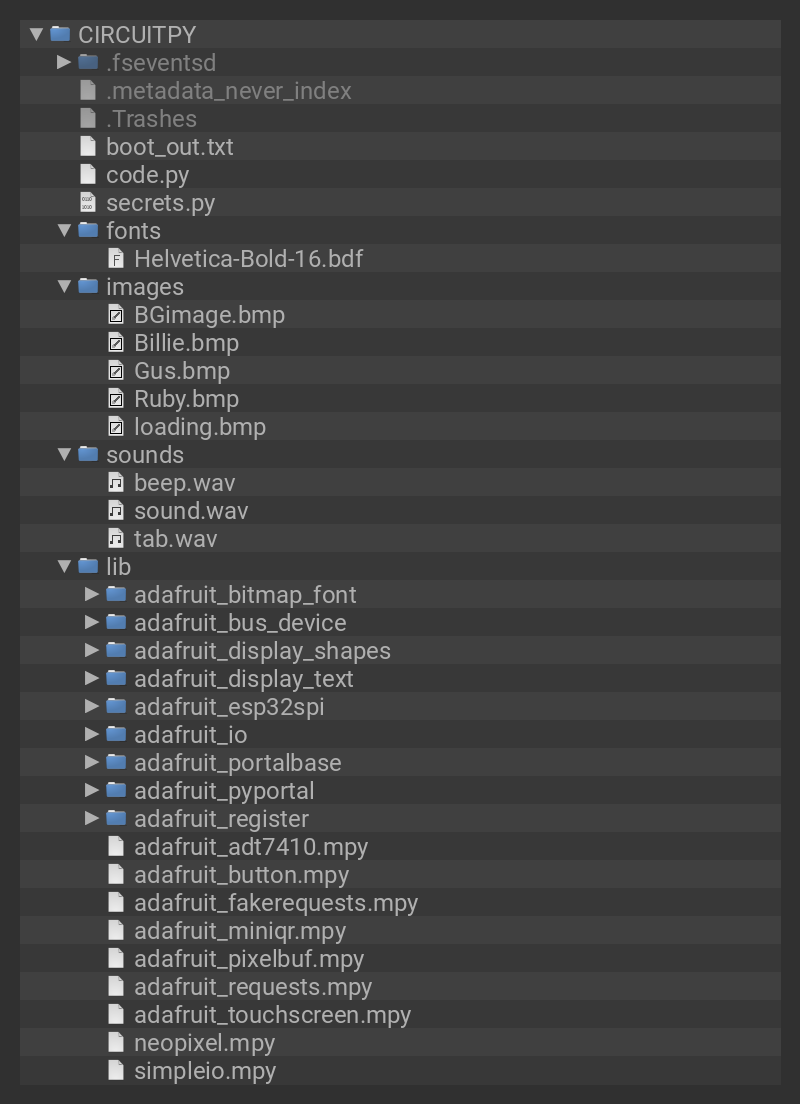 CIRCUITPY
.fseventsd
.metadata_never_index
.Trashes
boot_out.txt
code.py
secrets.py
fonts
Helvetica-Bold-16.bdf
images
BGimage.bmp
Billie.bmp
Gus.bmp
Ruby.bmp
loading.bmp
sounds
beep.wav
sound.wav
tab.wav
lib
adafruit_bitmap_font
adafruit_bus_device
adafruit_display_shapes
adafruit_display_text
adafruit_esp32spi
adafruit_io
adafruit_portalbase
adafruit_pyportal
adafruit_register
adafruit_adt7410.mpy
adafruit_button.mpy
adafruit_fakerequests.mpy
adafruit_miniqr.mpy
adafruit_pixelbuf.mpy
adafruit_requests.mpy
adafruit_touchscreen.mpy
neopixel.mpy
simpleio.mpy